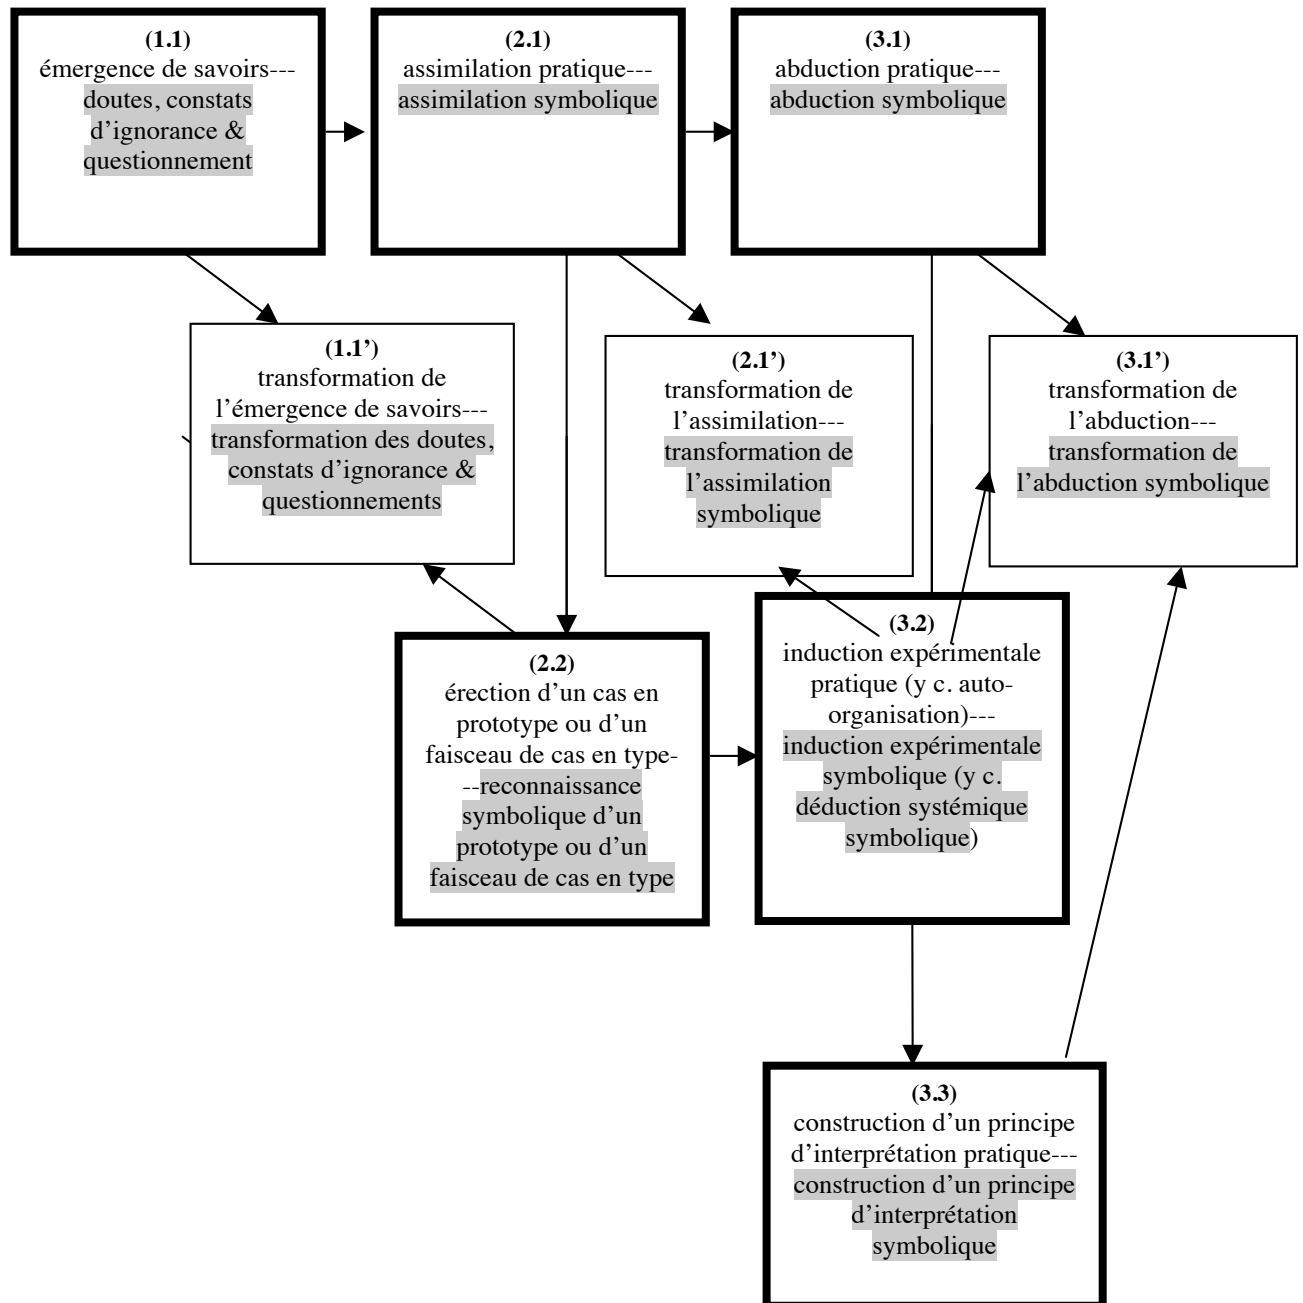 (1.1)
émergence de savoirs---
doutes, constats
d’ignorance &
questionnement
(2.1)
assimilation pratique---
assimilation symbolique
(3.1)
abduction pratique---
abduction symbolique
(1.1’)
transformation de
l’émergence de savoirs---
transformation des doutes,
constats d’ignorance &
questionnements
(2.1’)
transformation de
l’assimilation---
transformation de
l’assimilation
symbolique
(3.1’)
transformation de
l’abduction---
transformation de
l’abduction symbolique
(2.2)
érection d’un cas en
prototype ou d’un
faisceau de cas en type-
--reconnaissance
symbolique d’un
prototype ou d’un
faisceau de cas en type
(3.2)
induction expérimentale
pratique (y c. auto-
organisation)---
induction expérimentale
symbolique (y c.
déduction systémique
symbolique)
(3.3)
construction d’un principe
d’interprétation pratique---
construction d’un principe
d’interprétation
symbolique